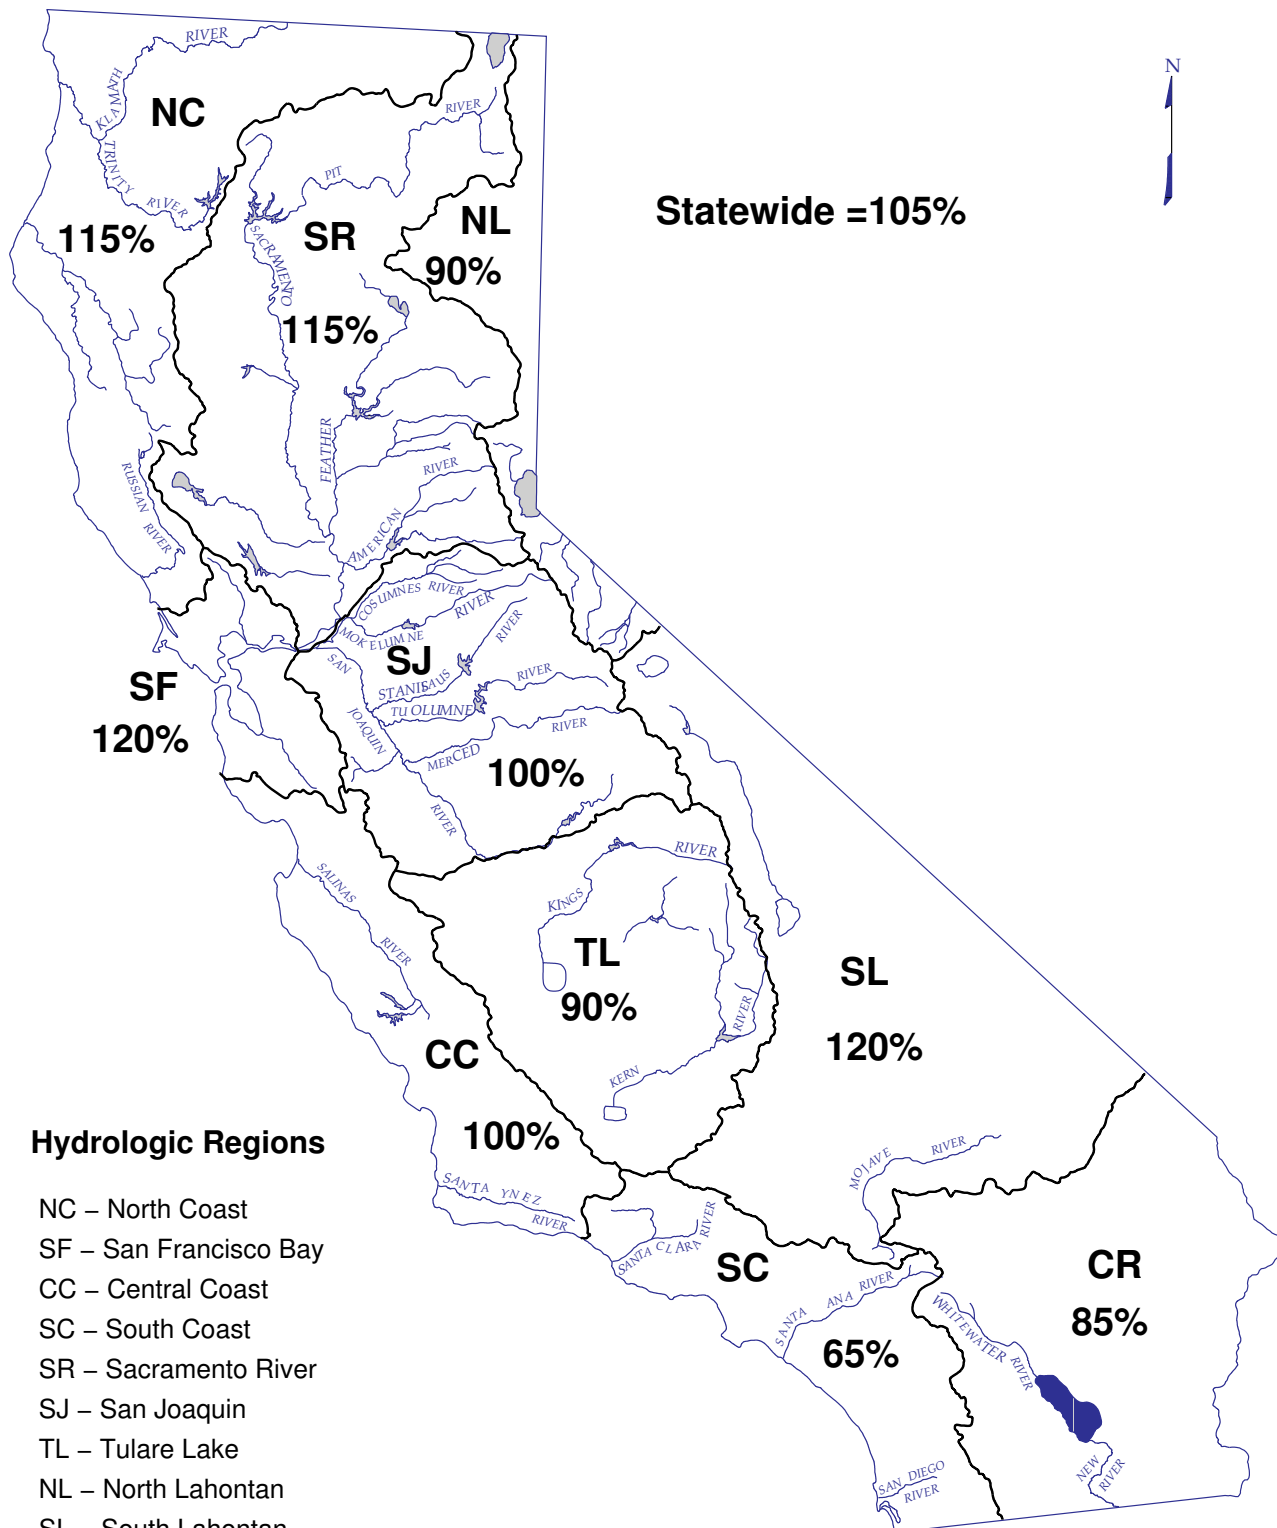 N
RIVER
KLAMATH
NC
TRINITY
RIVER
115%
RIVER
PIT
SR
SACRAMENTO
115%
NL
90%
Statewide =105%
FEATHER
RIVER
AMERICAN
RUSSIAN RIVER
COSUMNES RIVER
MOKELUMNE
RIVER
SF
120%
SAN
JOAQUIN
RIVER
SJ
STANISLAUS
RIVER
TUOLUMNE
RIVER
MERCED
RIVER
100%
SALINAS
RIVER
KINGS
RIVER
TL
90%
KERN
RIVER
SL
120%
CC
100%
MOJAVE
RIVER
SANTA YNEZ
RIVER
SANTA CLARA
RIVER
SC
SANTA ANA RIVER
65%
CR
85%
WHITEWATER
RIVER
NEW
RIVER
SAN DIEGO
RIVER
Hydrologic Regions
NC – North Coast
SF – San Francisco Bay
CC – Central Coast
SC – South Coast
SR – Sacramento River
SJ – San Joaquin
TL – Tulare Lake
NL – North Lahontan
SL – South Lahontan